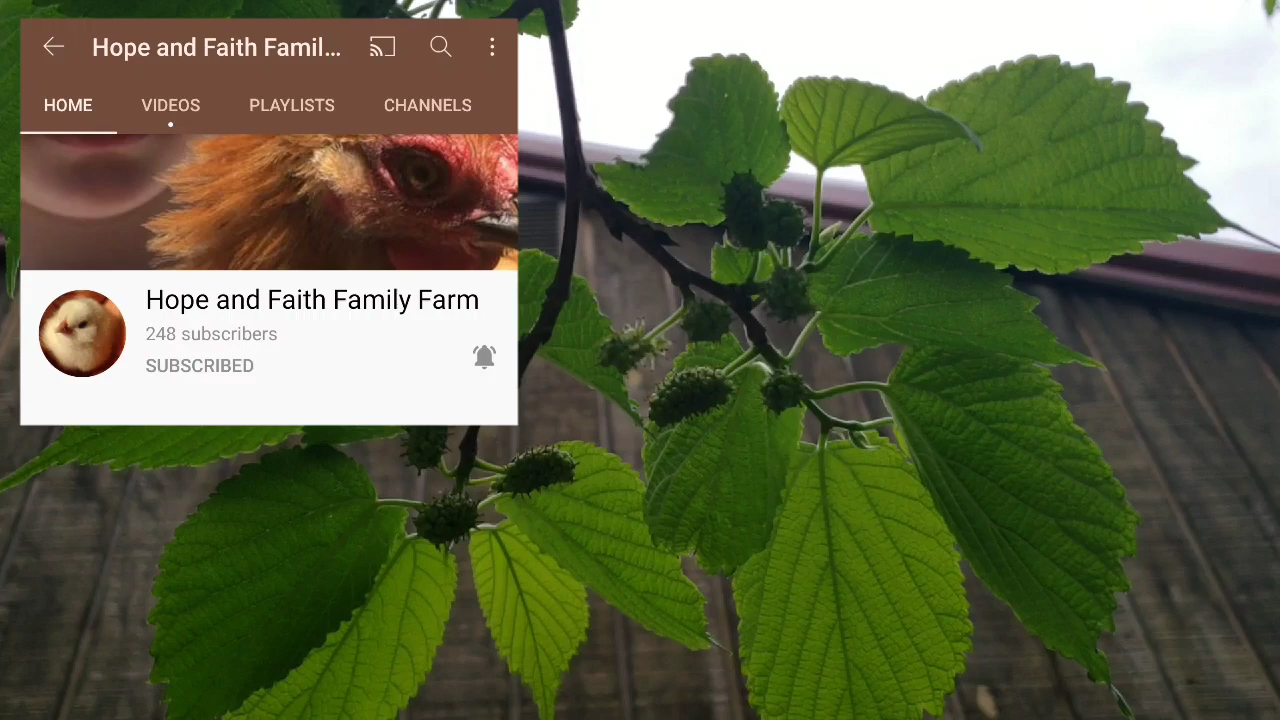 Hope and Faith Famil...
HOME VIDEOS PLAYLISTS CHANNELS
Hope and Faith Family Farm
248 subscribers
SUBSCRIBED